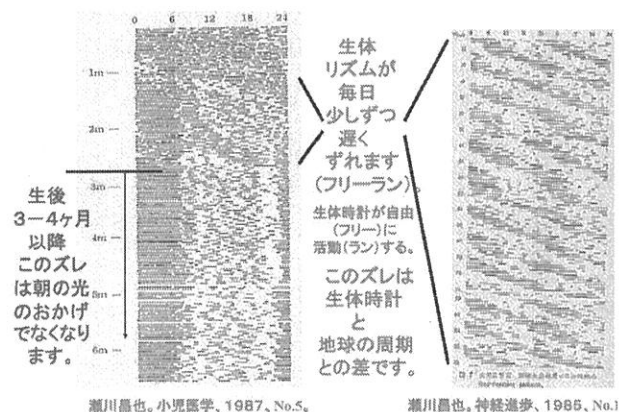 0 6 12 18 24
1m
2m
3m
4m
5m
6m
生後
3－4ヶ月
以降
このズレ
は朝の光
のおかげ
でなくなり
ます。
生体
リズムが
毎日
少しずつ
遅く
ずれます
(フリーラン)。
生体時計が自由
(フリー)に
活動(ラン)する。
このズレは
生体時計
と
地球の周期
との差です。
瀬川昌也。小児医学、1987、No.5。
瀬川昌也。神経進歩、1985、No.1